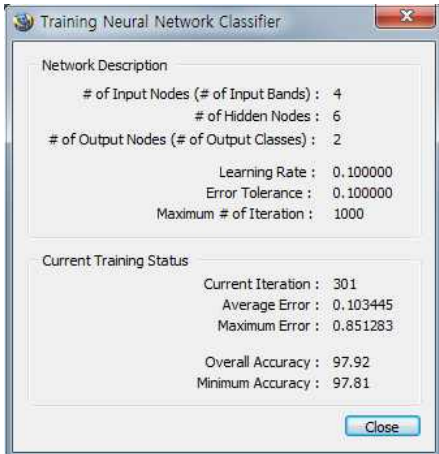 Training Neural Network Classifier
Network Description
# of Input Nodes (# of Input Bands) : 4
# of Hidden Nodes : 6
# of Output Nodes (# of Output Classes) : 2
Learning Rate : 0.100000
Error Tolerance : 0.100000
Maximum # of Iteration : 1000
Current Training Status
Current Iteration : 301
Average Error : 0.103445
Maximum Error : 0.851283
Overall Accuracy : 97.92
Minimum Accuracy : 97.81
Close